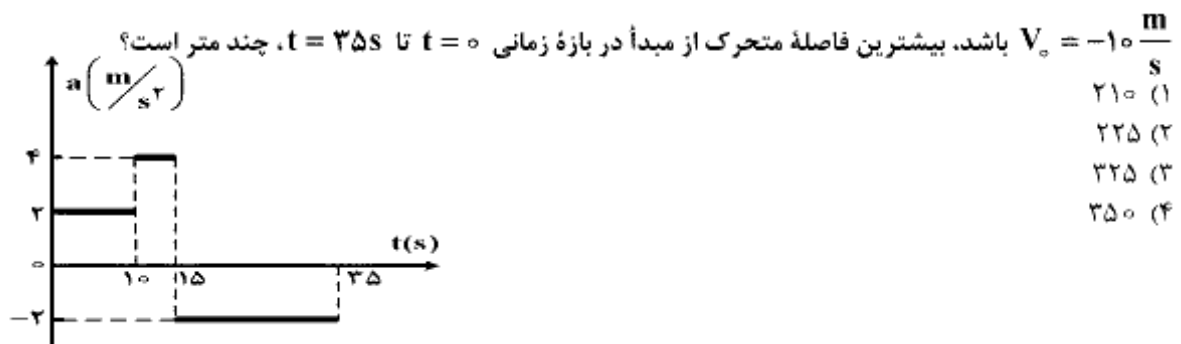 V₀ = −۱۰ m/s باشد، بیشترین فاصلهٔ متحرک از مبدأ در بازهٔ زمانی t = ۰ تا t = ۳۵s، چند متر است؟
۱) ۲۱۰
۲) ۲۲۵
۳) ۳۲۵
۴) ۳۵۰
a(m/s²)
۴
۲
۰
−۲
۱۰ ۱۵ ۳۵
t(s)